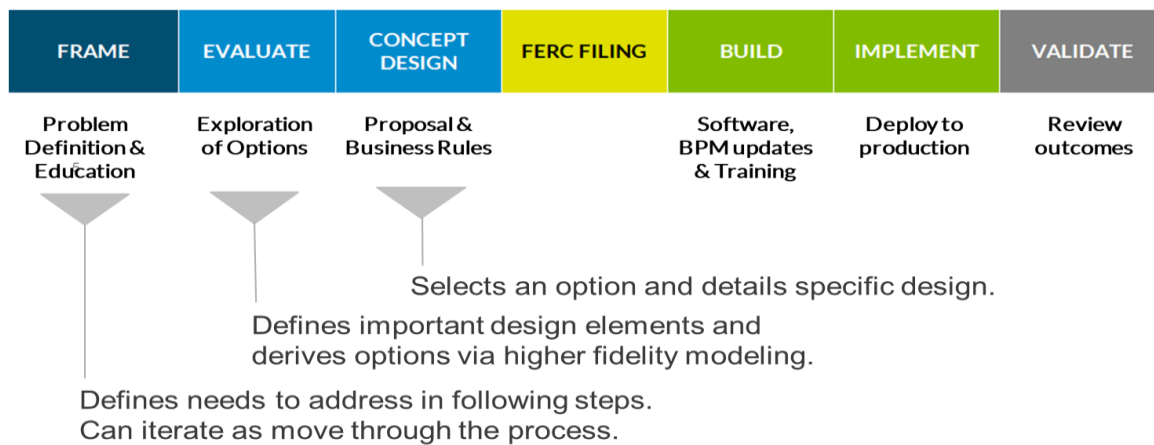 FRAME
EVALUATE
CONCEPT
DESIGN
FERC FILING
BUILD
IMPLEMENT
VALIDATE
Problem
Definition &
Education
5
Exploration
of Options
Proposal &
Business Rules
Software,
BPM updates
& Training
Deploy to
production
Review
outcomes
Selects an option and details specific design.
Defines important design elements and
derives options via higher fidelity modeling.
Defines needs to address in following steps.
Can iterate as move through the process.